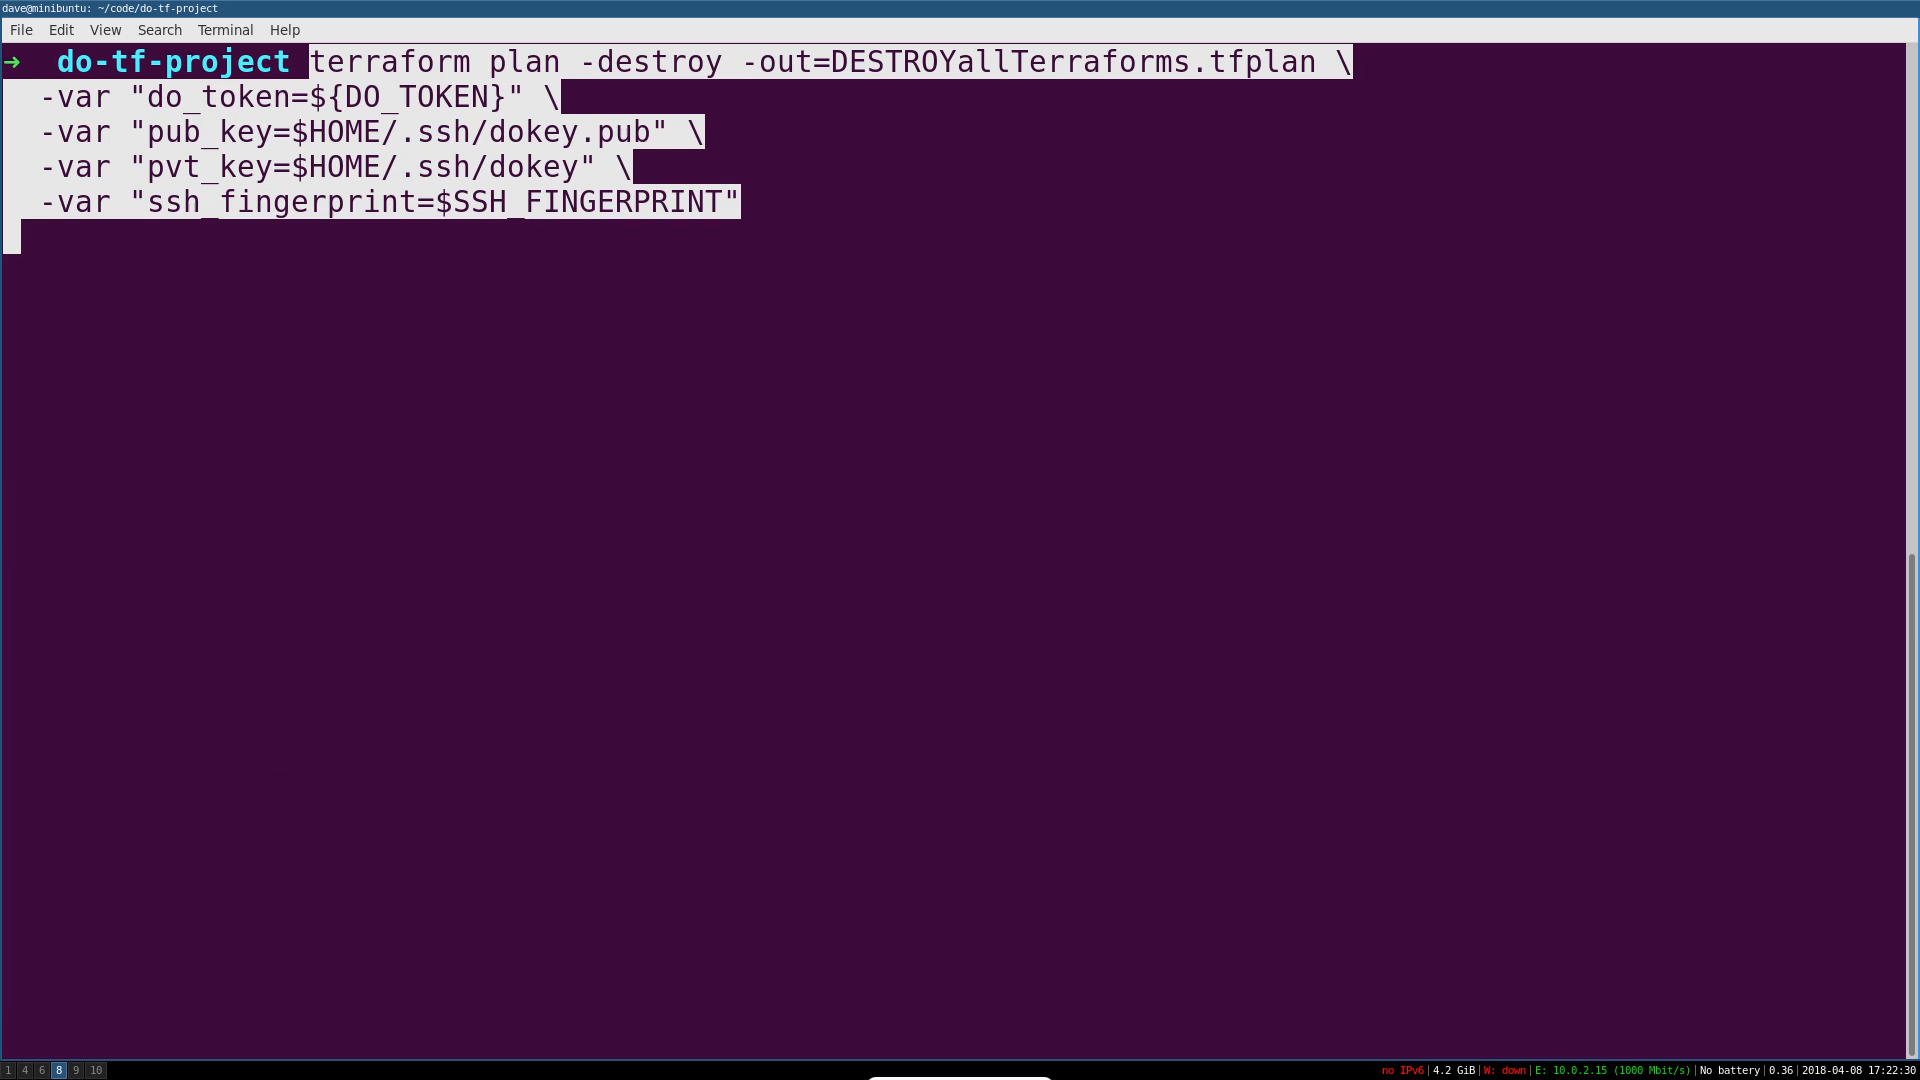 dave@minibuntu: ~/code/do-tf-project
File Edit View Search Terminal Help
➜ do-tf-project terraform plan -destroy -out=DESTROYallTerraforms.tfplan \
-var "do_token=${DO_TOKEN}" \
-var "pub_key=$HOME/.ssh/dokey.pub" \
-var "pvt_key=$HOME/.ssh/dokey" \
-var "ssh_fingerprint=$SSH_FINGERPRINT"
1 4 6 8 9 10 no IPv6|4.2 GiB|W: down|E: 10.0.2.15 (1000 Mbit/s)|No battery|0.36|2018-04-08 17:22:30